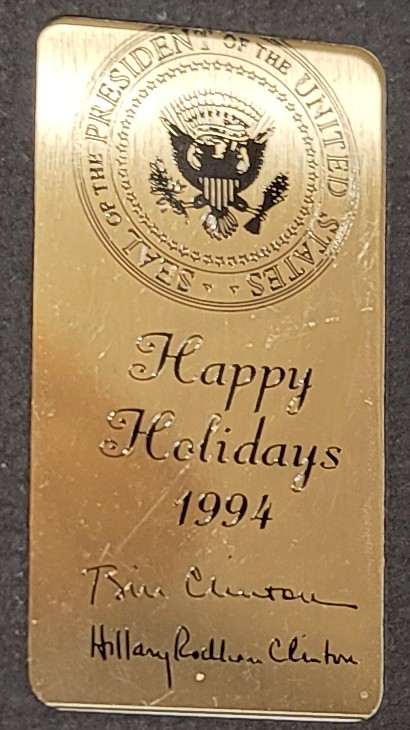 SEAL OF THE PRESIDENT OF THE UNITED STATES
Happy
Holidays
1994
Bill Clinton
Hillary Rodham Clinton